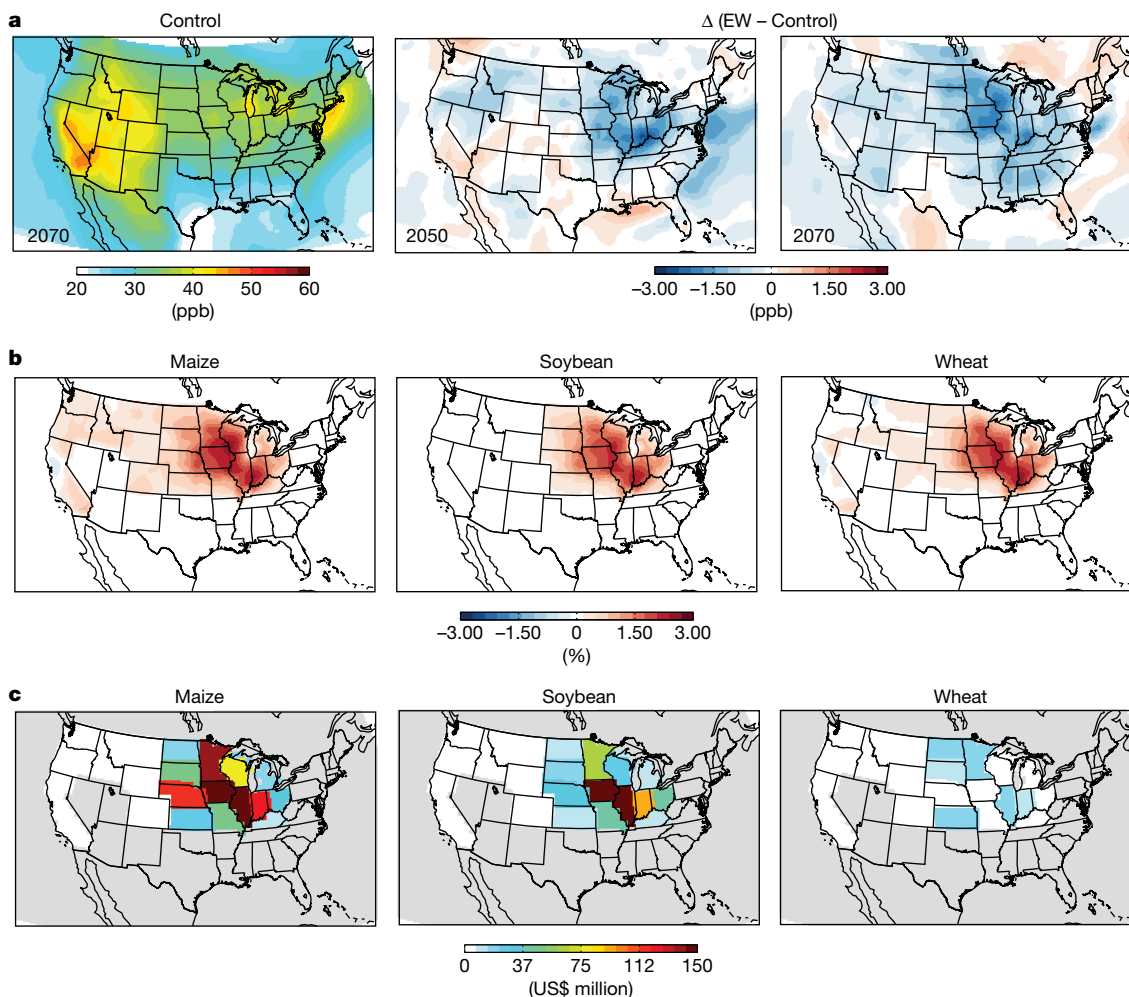 a
Control
Δ (EW – Control)
2070
2050
2070
20 30 40 50 60
(ppb)
−3.00 −1.50 0 1.50 3.00
(ppb)
b
Maize
Soybean
Wheat
−3.00 −1.50 0 1.50 3.00
(%)
c
Maize
Soybean
Wheat
0 37 75 112 150
(US$ million)